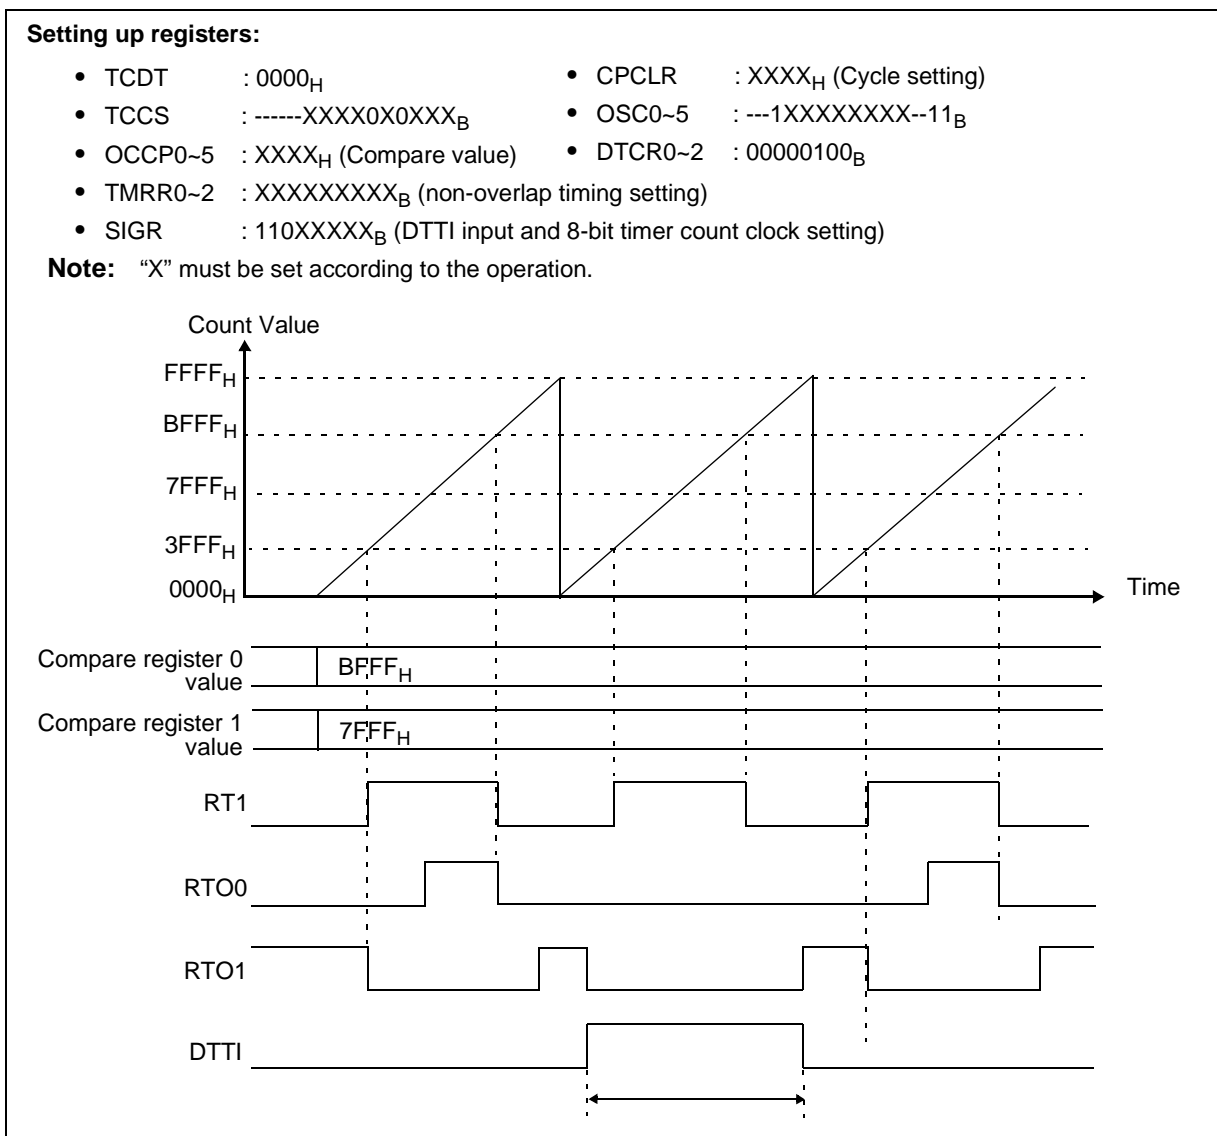 Setting up registers:
• TCDT : 0000H
• CPCLR : XXXXH (Cycle setting)
• TCCS : ------XXXX0X0XXXB
• OSC0~5 : ---1XXXXXXXX--11B
• OCCP0~5 : XXXXH (Compare value)
• DTCR0~2 : 00000100B
• TMRR0~2 : XXXXXXXXXB (non-overlap timing setting)
• SIGR : 110XXXXXB (DTTI input and 8-bit timer count clock setting)
Note: “X” must be set according to the operation.
Count Value
FFFFH
BFFFH
7FFFH
3FFFH
0000H
Time
Compare register 0
value
BFFFH
Compare register 1
value
7FFFH
RT1
RTO0
RTO1
DTTI